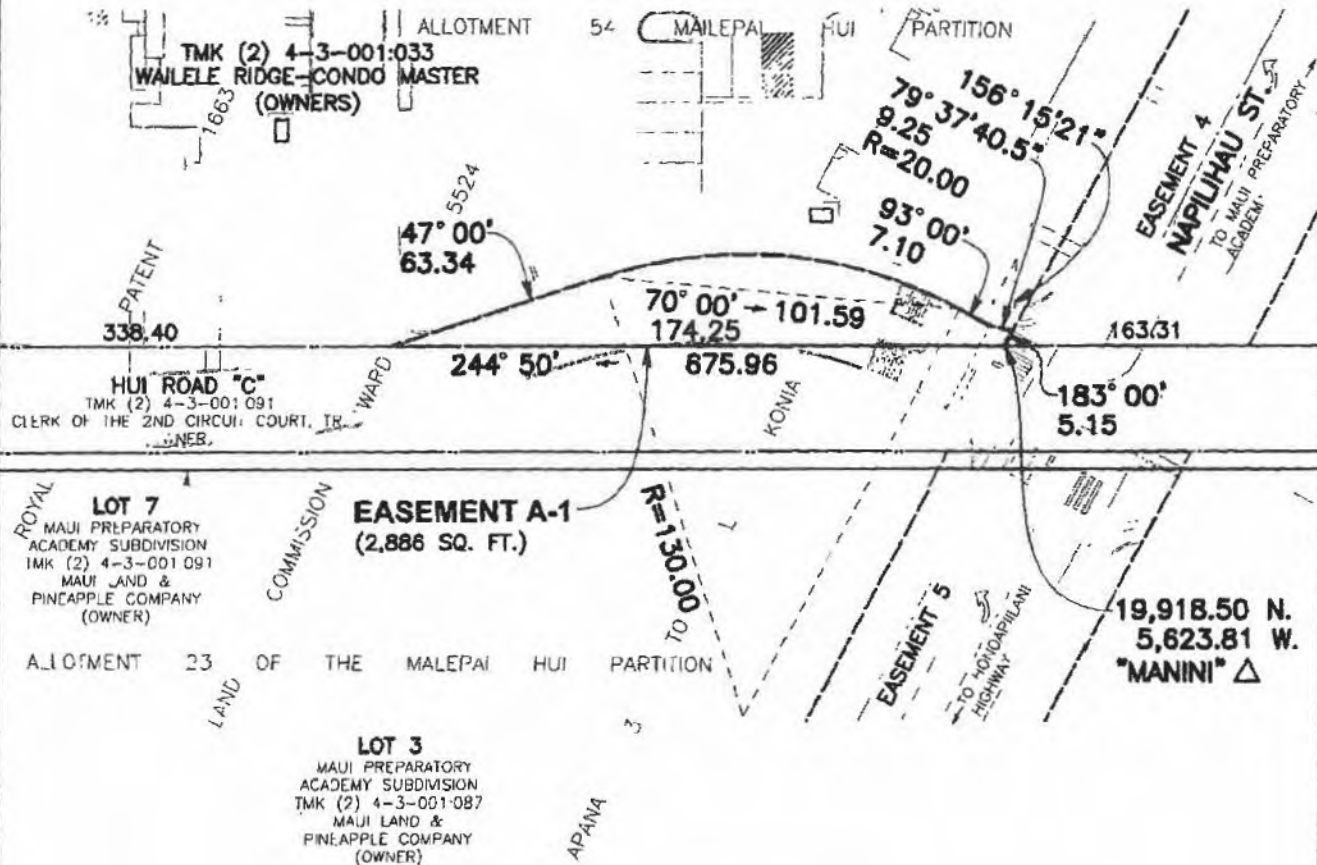 ALLOTMENT 54 MAILEPAI HUI PARTITION
TMK (2) 4-3-001:033
WAILELE RIDGE-CONDO MASTER
(OWNERS)
1663
5524
47° 00'
63.34
156° 15'21"
79° 37'40.5"
9.25
R=20.00
93° 00'
7.10
EASEMENT 4
NAPILIHAU ST.
TO MAUI PREPARATORY
PATENT
338.40
70° 00' → 101.59
174.25
163.31
244° 50'
675.96
HUI ROAD "C"
TMK (2) 4-3-001 091
CLERK OF THE 2ND CIRCUIT COURT,
WARD
KONIA
183° 00'
5.15
ROYAL
LOT 7
MAUI PREPARATORY
ACADEMY SUBDIVISION
TMK (2) 4-3-001 091
MAUI LAND &
PINEAPPLE COMPANY
(OWNER)
COMMISSION
EASEMENT A-1
(2,886 SQ. FT.)
R=130.00
TO
L
EASEMENT 5
TO HONOAPIILANI
HIGHWAY
19,918.50 N.
5,623.81 W.
"MANINI" △
ALLOTMENT 23 OF THE MALEPAI HUI PARTITION
LAND
LOT 3
MAUI PREPARATORY
ACADEMY SUBDIVISION
TMK (2) 4-3-001:087
MAUI LAND &
PINEAPPLE COMPANY
(OWNER)
APANA 3